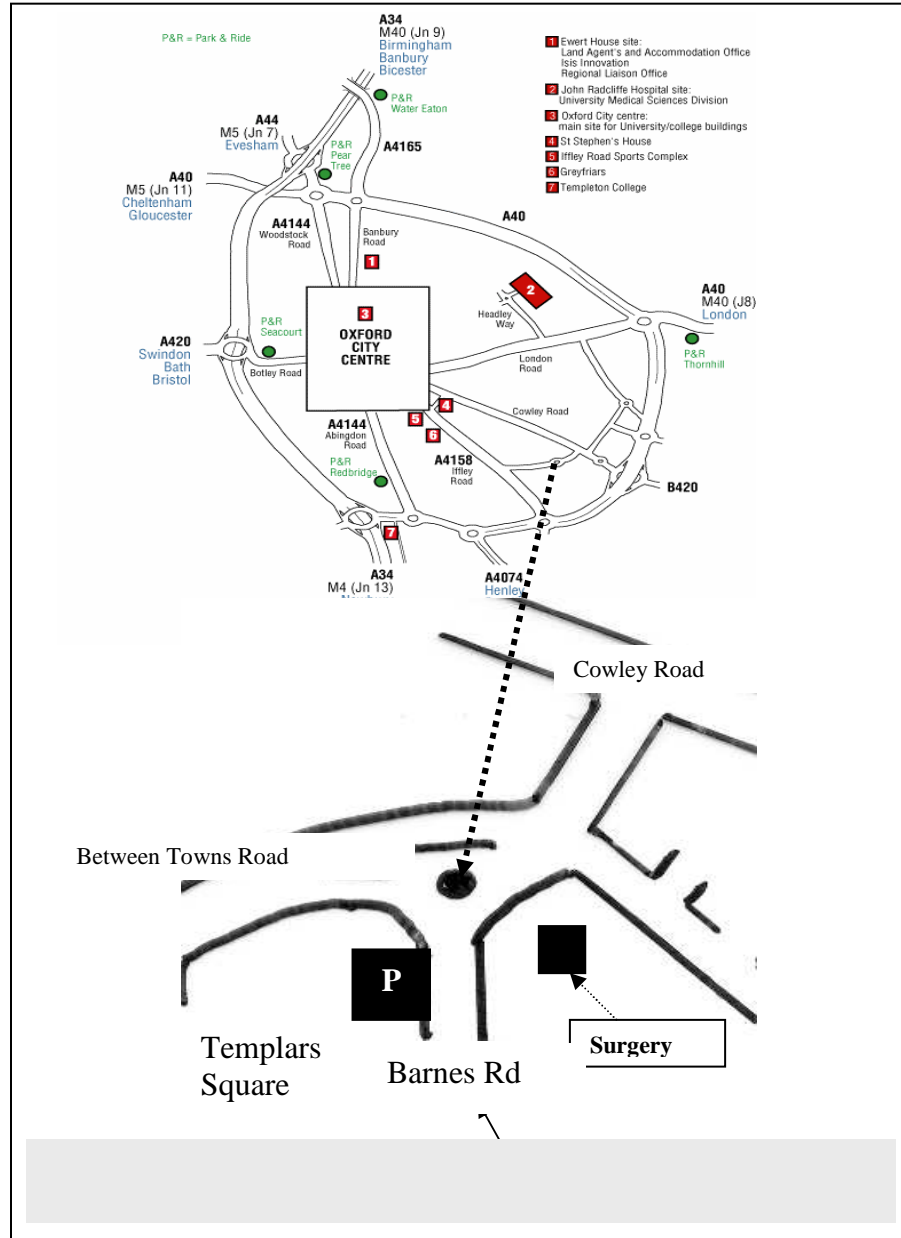 P&R = Park & Ride
A34
M40 (Jn 9)
Birmingham
Banbury
Bicester
1 Ewert House site:
Land Agent's and Accommodation Office
Isis Innovation
Regional Liaison Office
2 John Radcliffe Hospital site:
University Medical Sciences Division
3 Oxford City centre:
main site for University/college buildings
4 St Stephen's House
5 Iffley Road Sports Complex
6 Greyfriars
7 Templeton College
P&R
Water Eaton
A44
M5 (Jn 7)
Evesham
P&R
Pear
Tree
A4165
A40
M5 (Jn 11)
Cheltenham
Gloucester
A4144
Woodstock
Road
Banbury
Road
A40
1
2
A40
M40 (J8)
London
3
OXFORD
CITY
CENTRE
Headley
Way
P&R
Seacourt
A420
Swindon
Bath
Bristol
Botley Road
London
Road
P&R
Thornhill
4
5
6
Cowley Road
A4144
Abingdon
Road
A4158
Iffley
Road
P&R
Redbridge
B420
7
A34
M4 (Jn 13)
A4074
Henley
Cowley Road
Between Towns Road
P
Templars
Square
Barnes Rd
Surgery